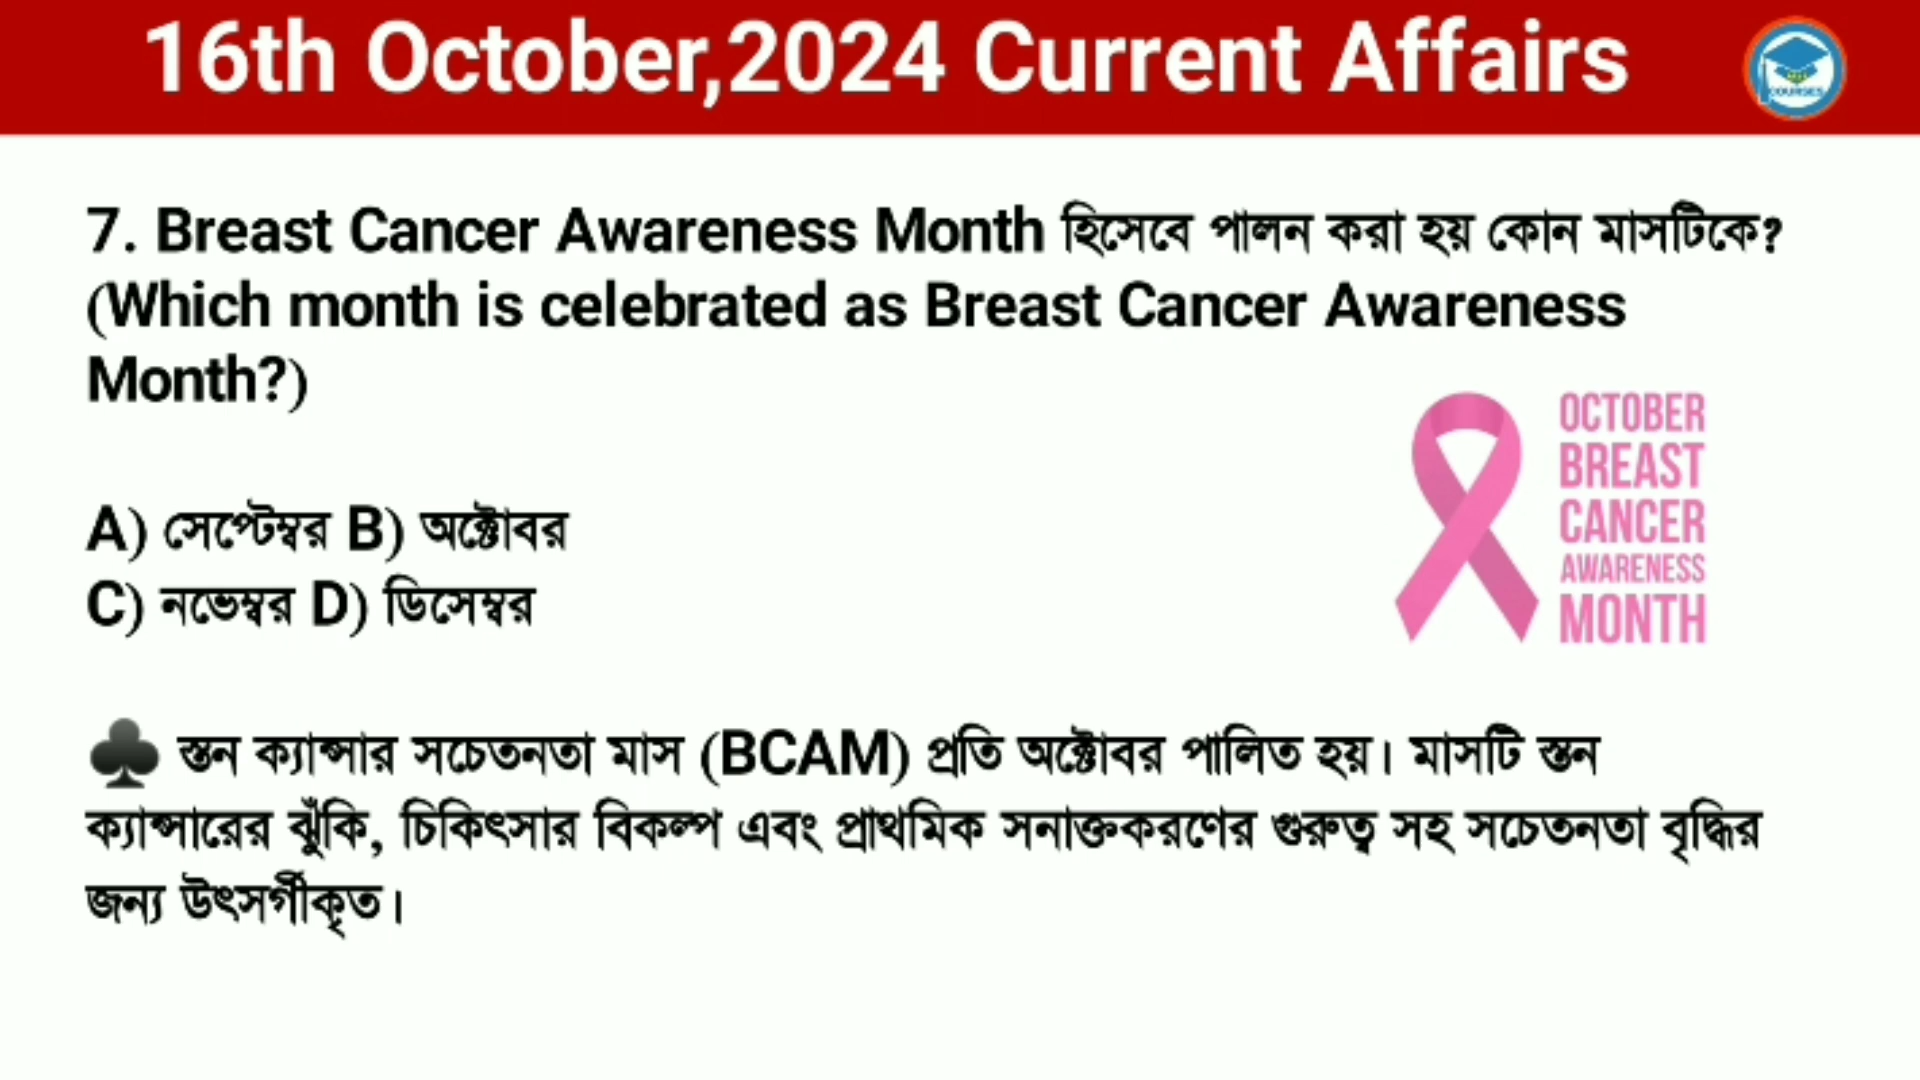 16th October,2024 Current Affairs
COURSES
7. Breast Cancer Awareness Month হিসেবে পালন করা হয় কোন মাসটিকে?
(Which month is celebrated as Breast Cancer Awareness
Month?)
OCTOBER
BREAST
CANCER
AWARENESS
MONTH
A) সেপ্টেম্বর B) অক্টোবর
C) নভেম্বর D) ডিসেম্বর
স্তন ক্যান্সার সচেতনতা মাস (BCAM) প্রতি অক্টোবর পালিত হয়। মাসটি স্তন
ক্যান্সারের ঝুঁকি, চিকিৎসার বিকল্প এবং প্রাথমিক সনাক্তকরণের গুরুত্ব সহ সচেতনতা বৃদ্ধির
জন্য উৎসর্গীকৃত।